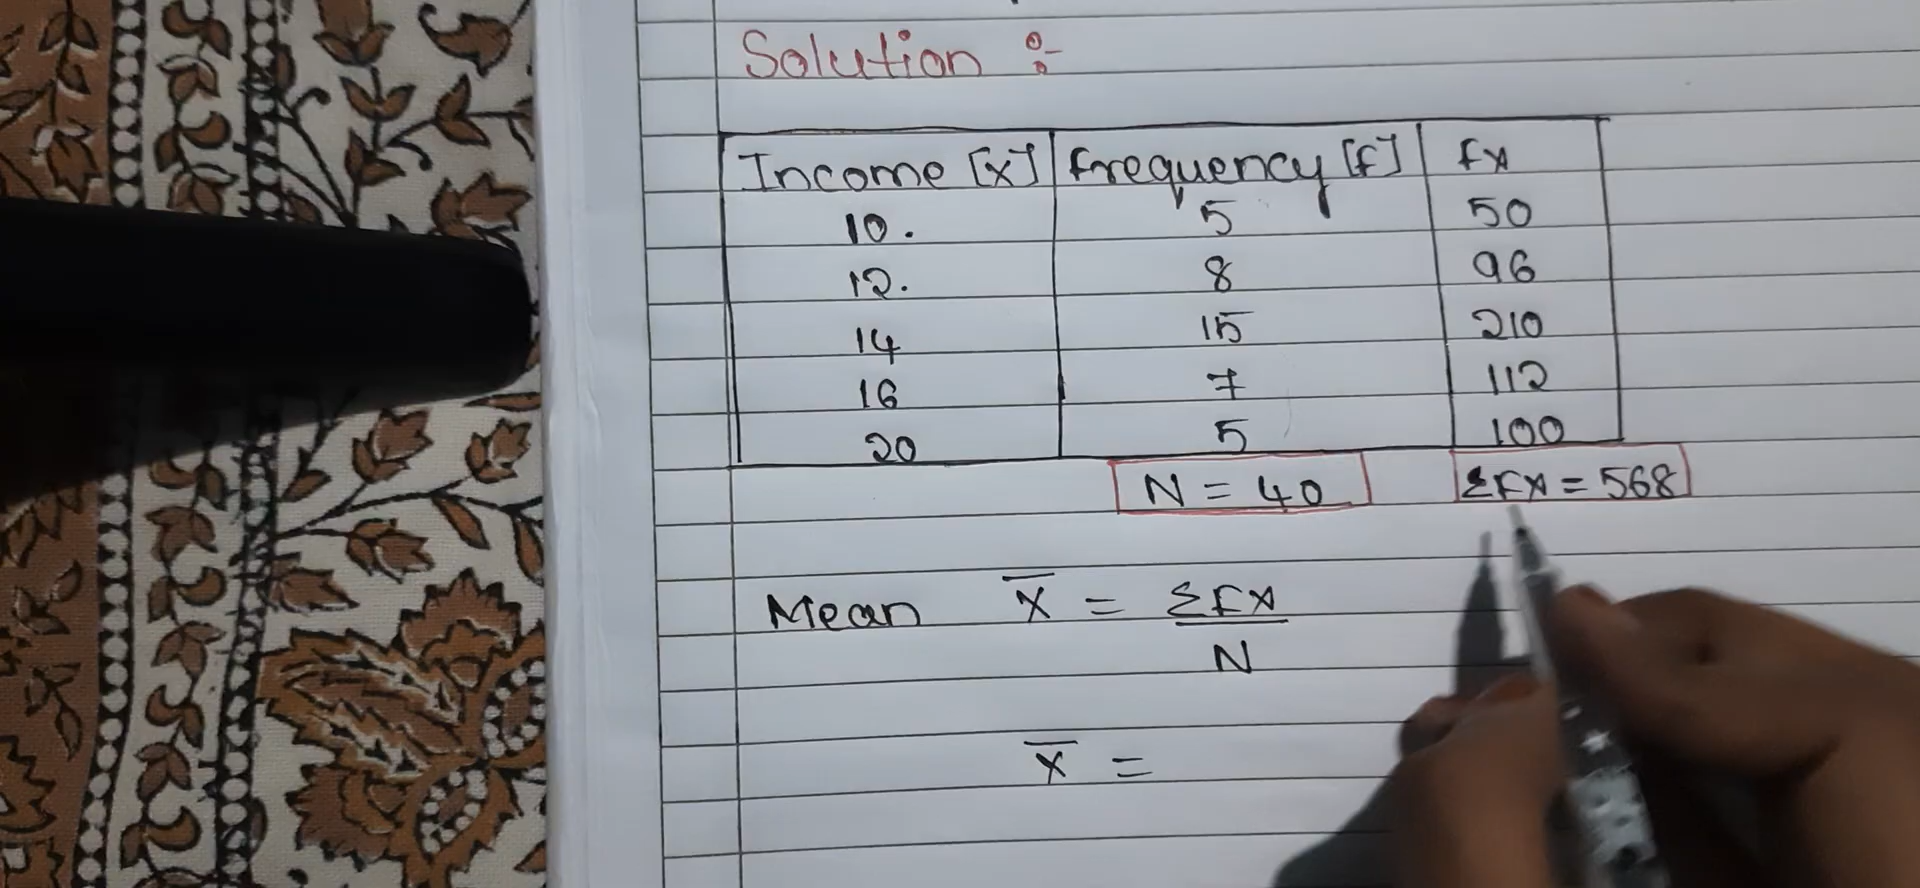 Solution :-
Income [x] Frequency [f] fx
10. 5 50
12. 8 96
14 15 210
16 7 112
20 5 100
N = 40 Σfx = 568
Mean x̄ = Σfx
N
x̄ =